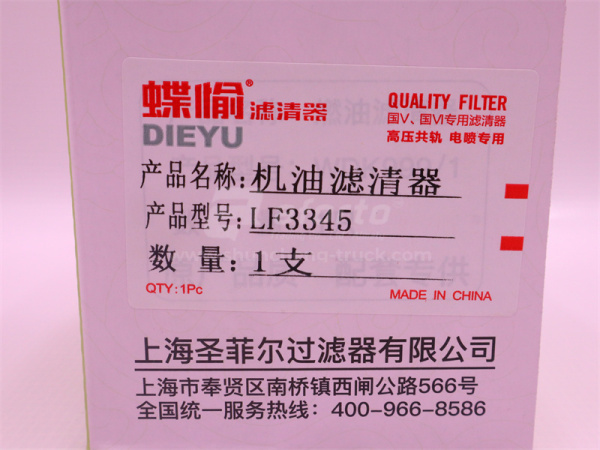 蝶愉® 滤清器
DIEYU
QUALITY FILTER
国Ⅴ、国Ⅵ专用滤清器
高压共轨 电喷专用
产品名称:机油滤清器
产品型号:LF3345
数 量:1支
QTY:1Pc
MADE IN CHINA
上海圣菲尔过滤器有限公司
上海市奉贤区南桥镇西闸公路566号
全国统一服务热线:400-966-8586